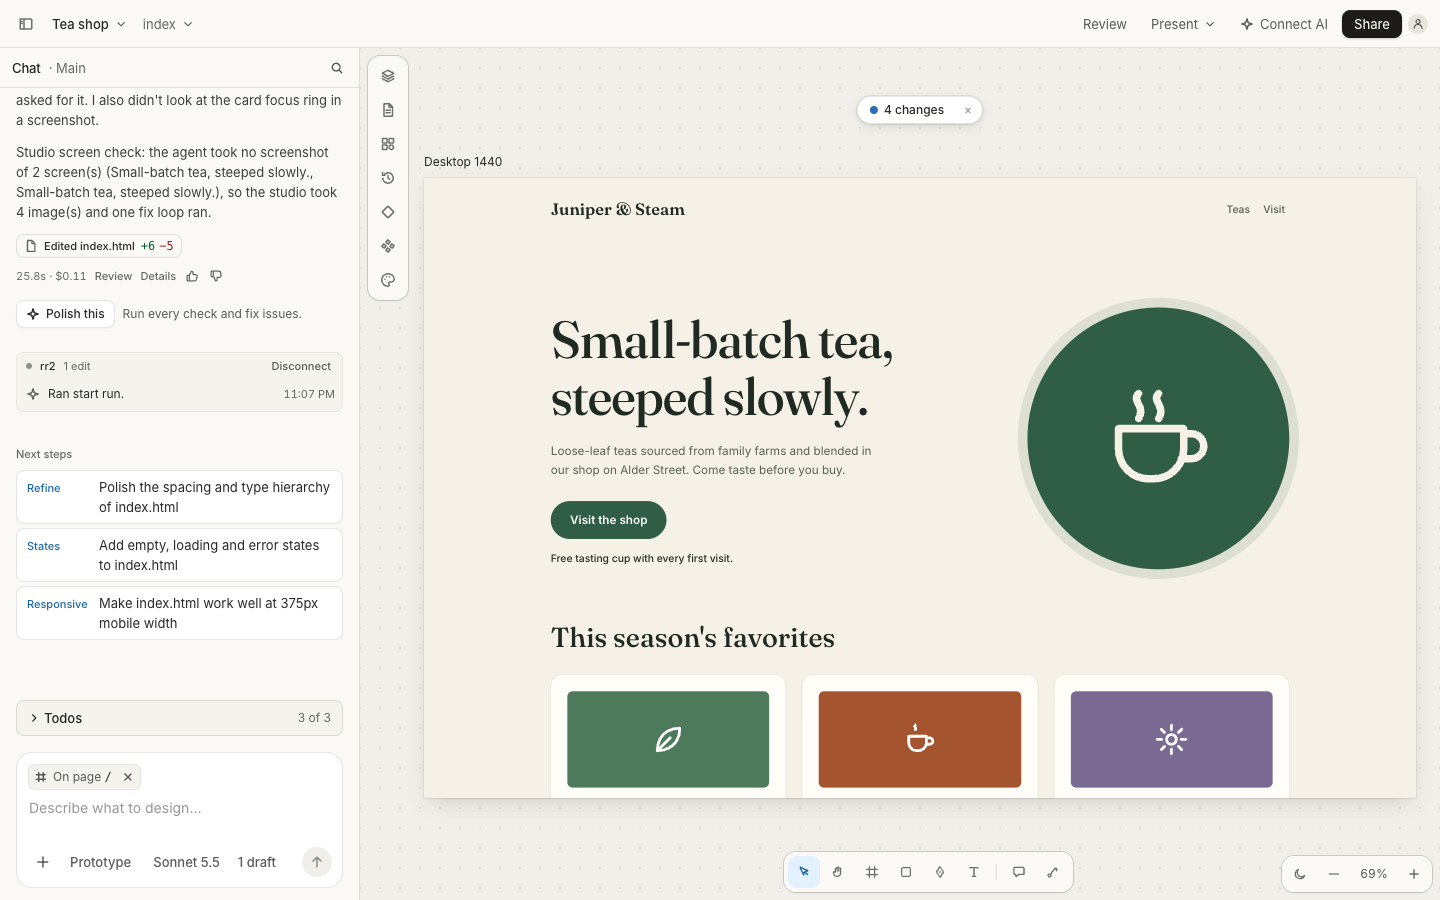 Tea shop
index
Review
Present
Connect AI
Share
Chat · Main
asked for it. I also didn't look at the card focus ring in
a screenshot.
Studio screen check: the agent took no screenshot
of 2 screen(s) (Small-batch tea, steeped slowly.,
Small-batch tea, steeped slowly.), so the studio took
4 image(s) and one fix loop ran.
Edited index.html +6 −5
25.8s · $0.11 Review Details
Polish this Run every check and fix issues.
rr2 1 edit Disconnect
Ran start run. 11:07 PM
Next steps
Refine Polish the spacing and type hierarchy
of index.html
States Add empty, loading and error states
to index.html
Responsive Make index.html work well at 375px
mobile width
Todos 3 of 3
On page /
Describe what to design...
Prototype Sonnet 5.5 1 draft
4 changes
Desktop 1440
Juniper & Steam
Teas Visit
Small-batch tea,
steeped slowly.
Loose-leaf teas sourced from family farms and blended in
our shop on Alder Street. Come taste before you buy.
Visit the shop
Free tasting cup with every first visit.
This season's favorites
69%